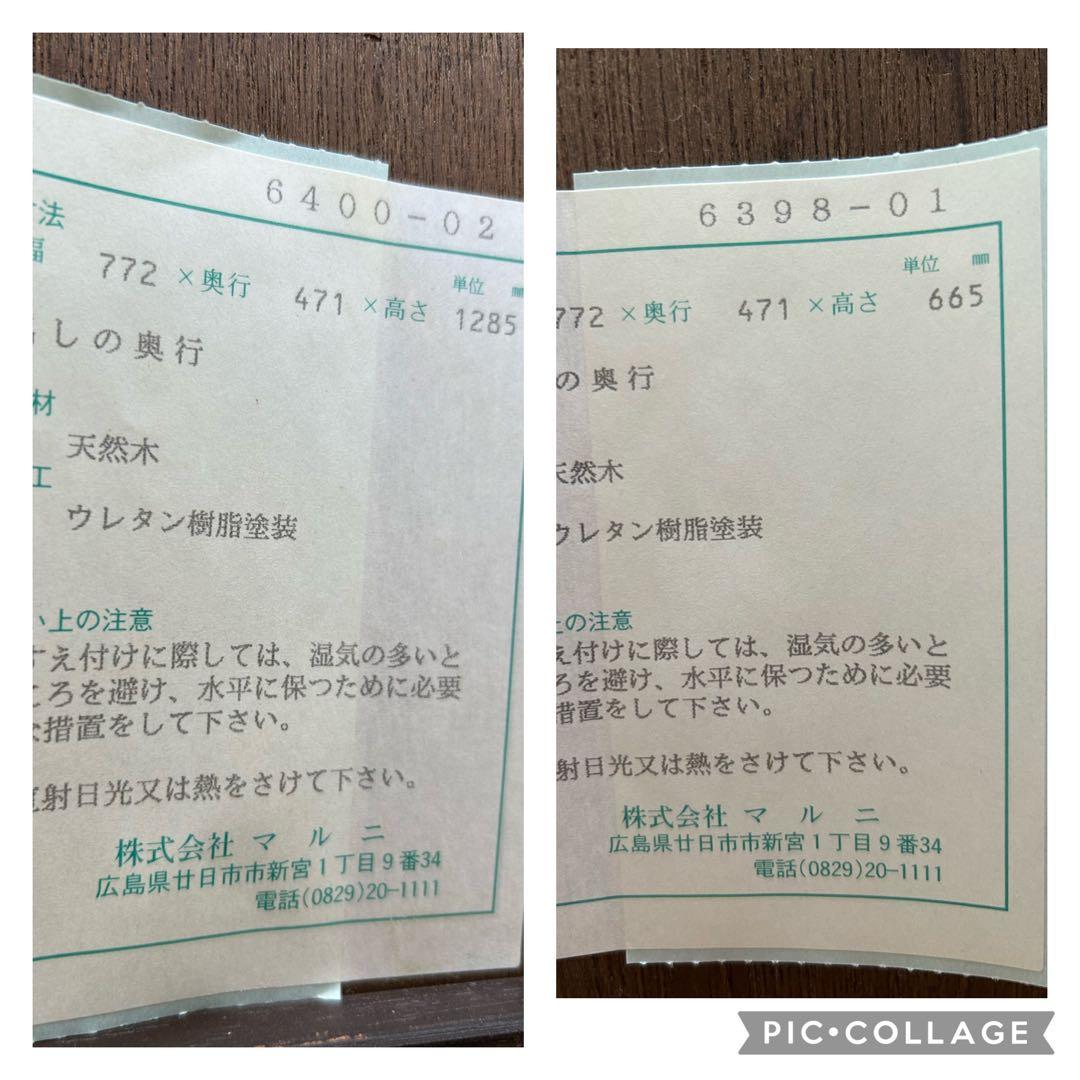 6400-02
寸法
単位 mm
幅 772 ×奥行 471 ×高さ 1285
しの奥行
材
天然木
工
ウレタン樹脂塗装
い上の注意
すえ付けに際しては、湿気の多いと
ころを避け、水平に保つために必要
な措置をして下さい。
直射日光又は熱をさけて下さい。
株式会社 マルニ
広島県廿日市市新宮1丁目9番34
電話(0829)20-1111
6398-01
単位 mm
772 ×奥行 471 ×高さ 665
の奥行
天然木
ウレタン樹脂塗装
上の注意
え付けに際しては、湿気の多いと
ろを避け、水平に保つために必要
措置をして下さい。
射日光又は熱をさけて下さい。
株式会社 マルニ
広島県廿日市市新宮1丁目9番34
電話(0829)20-1111
PIC•COLLAGE